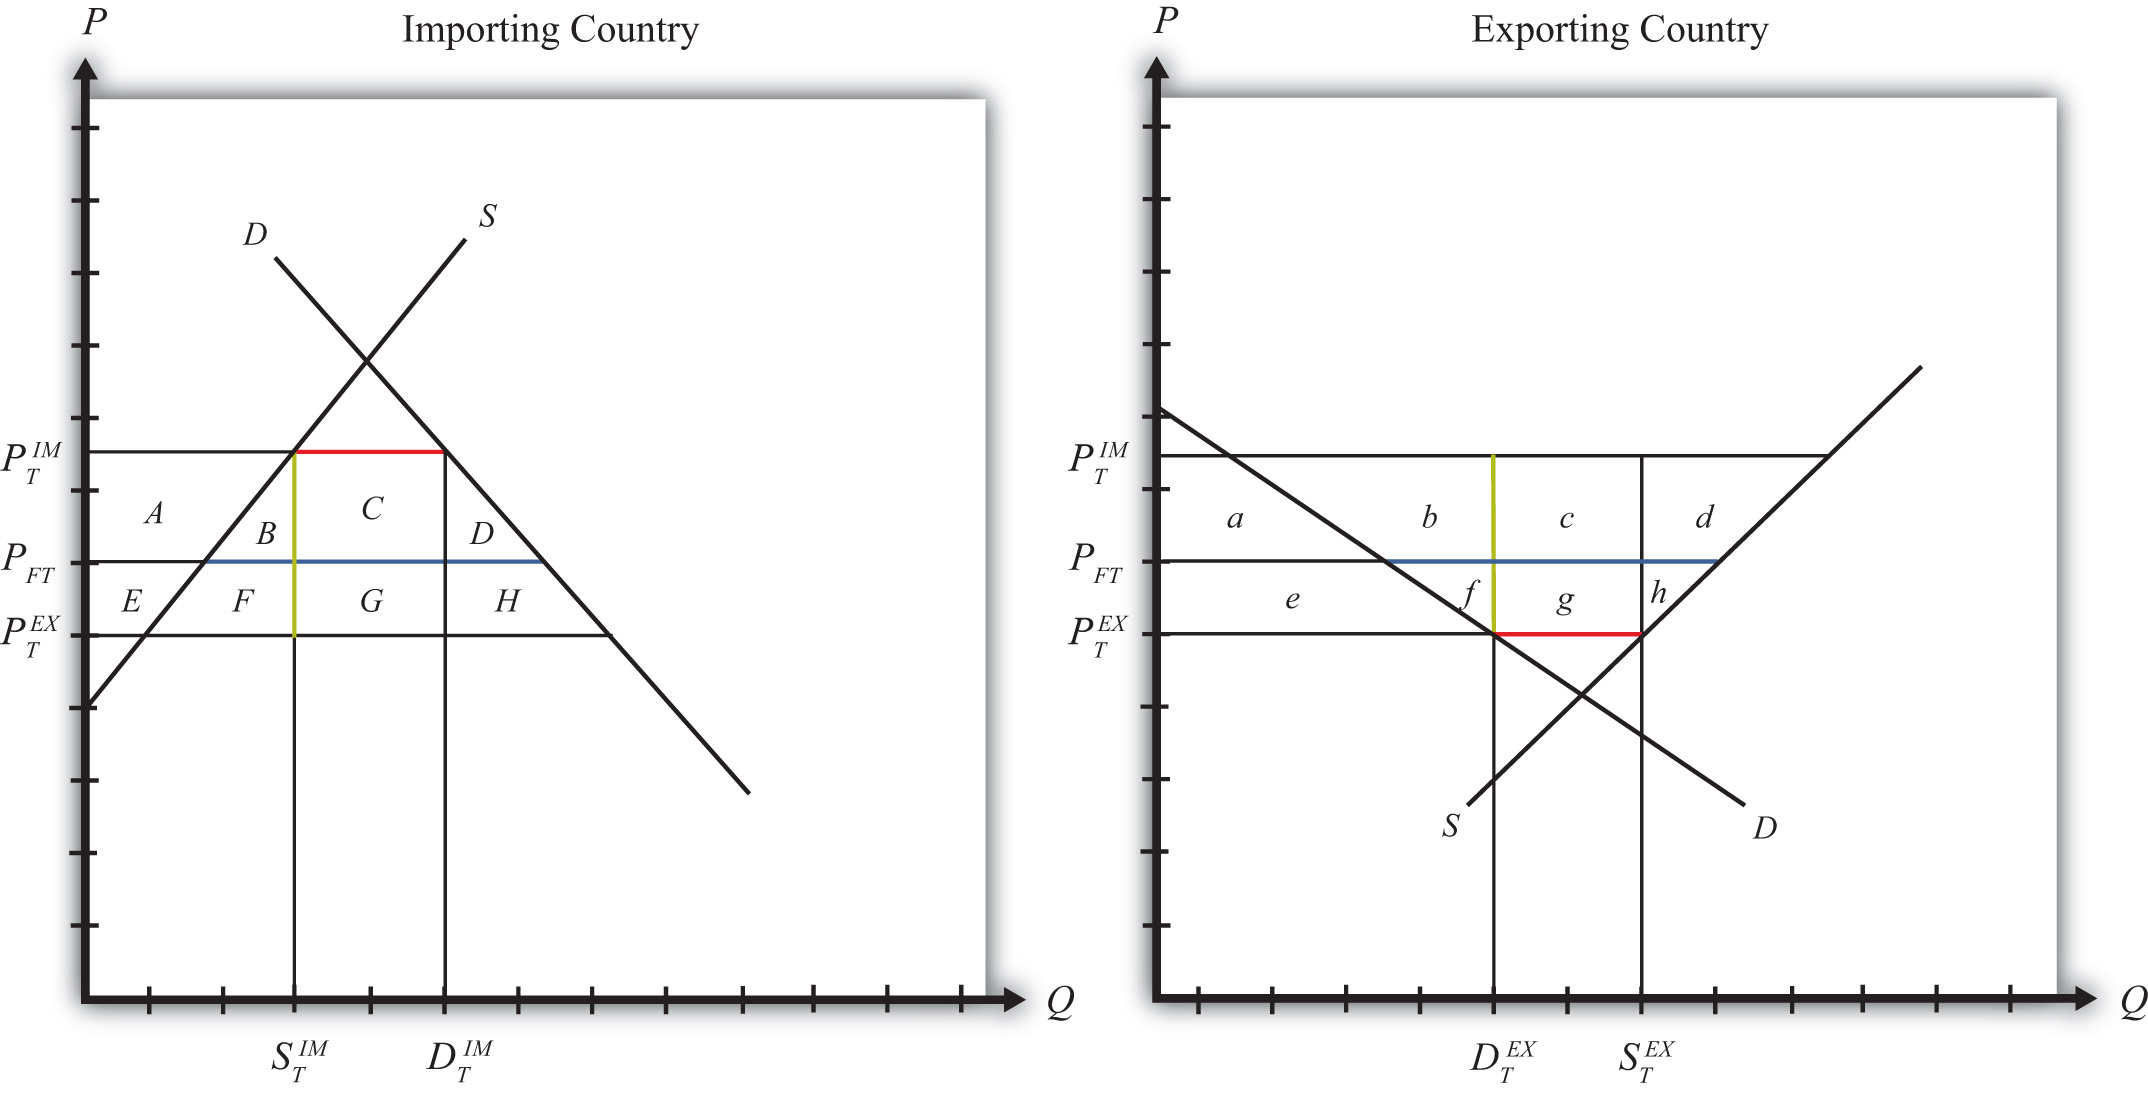 P Importing Country
D S
P_T^IM
A B C D
P_FT
E F G H
P_T^EX
Q
S_T^IM D_T^IM
P Exporting Country
P_T^IM
a b c d
P_FT
e f g h
P_T^EX
S D
Q
D_T^EX S_T^EX